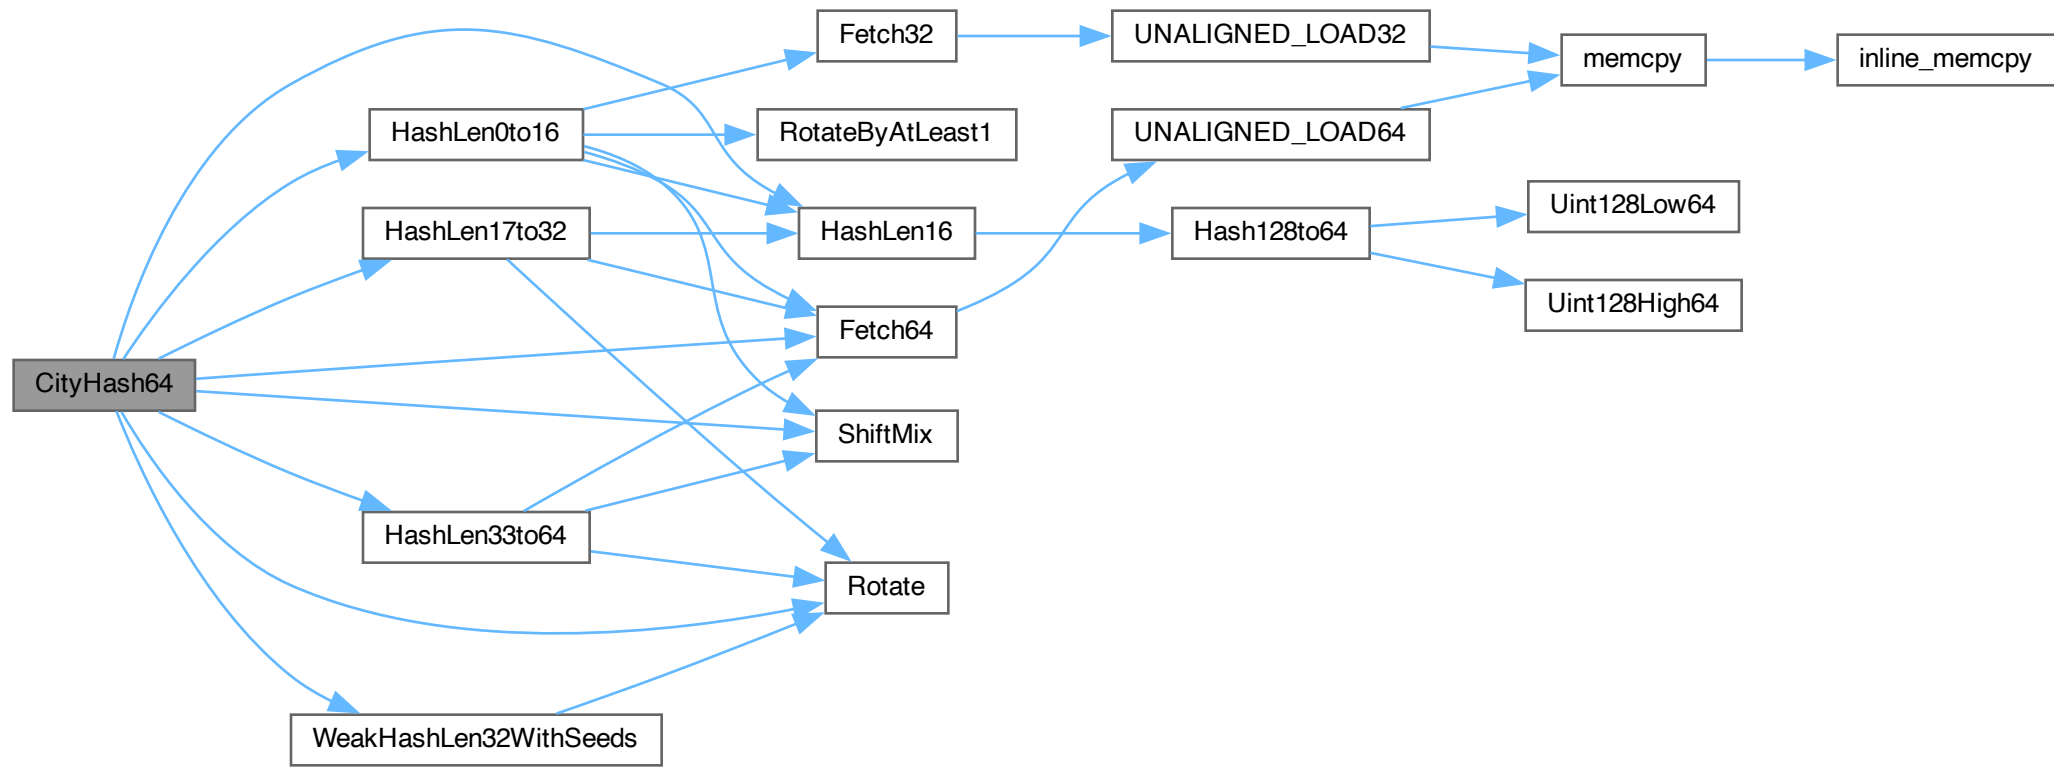 CityHash64
HashLen0to16
HashLen17to32
HashLen33to64
WeakHashLen32WithSeeds
Fetch32
RotateByAtLeast1
HashLen16
Fetch64
ShiftMix
Rotate
UNALIGNED_LOAD32
UNALIGNED_LOAD64
Hash128to64
memcpy
Uint128Low64
Uint128High64
inline_memcpy